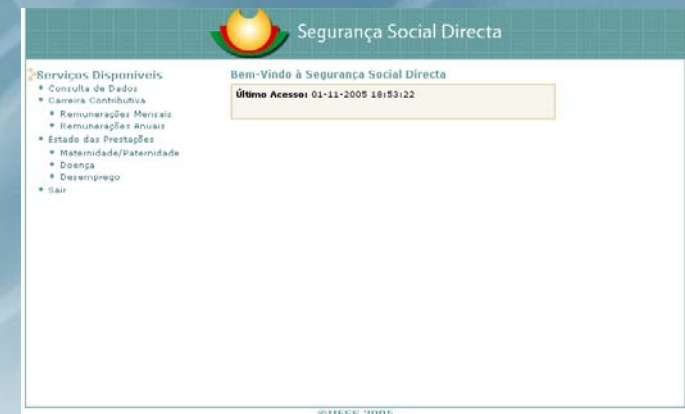 Segurança Social Directa
Serviços Disponíveis
Consulta de Dados
Carreira Contributiva
Remunerações Mensais
Remunerações Anuais
Estado das Prestações
Maternidade/Paternidade
Doença
Desemprego
Sair
Bem-Vindo à Segurança Social Directa
Último Acesso: 01-11-2005 18:53:22
2005